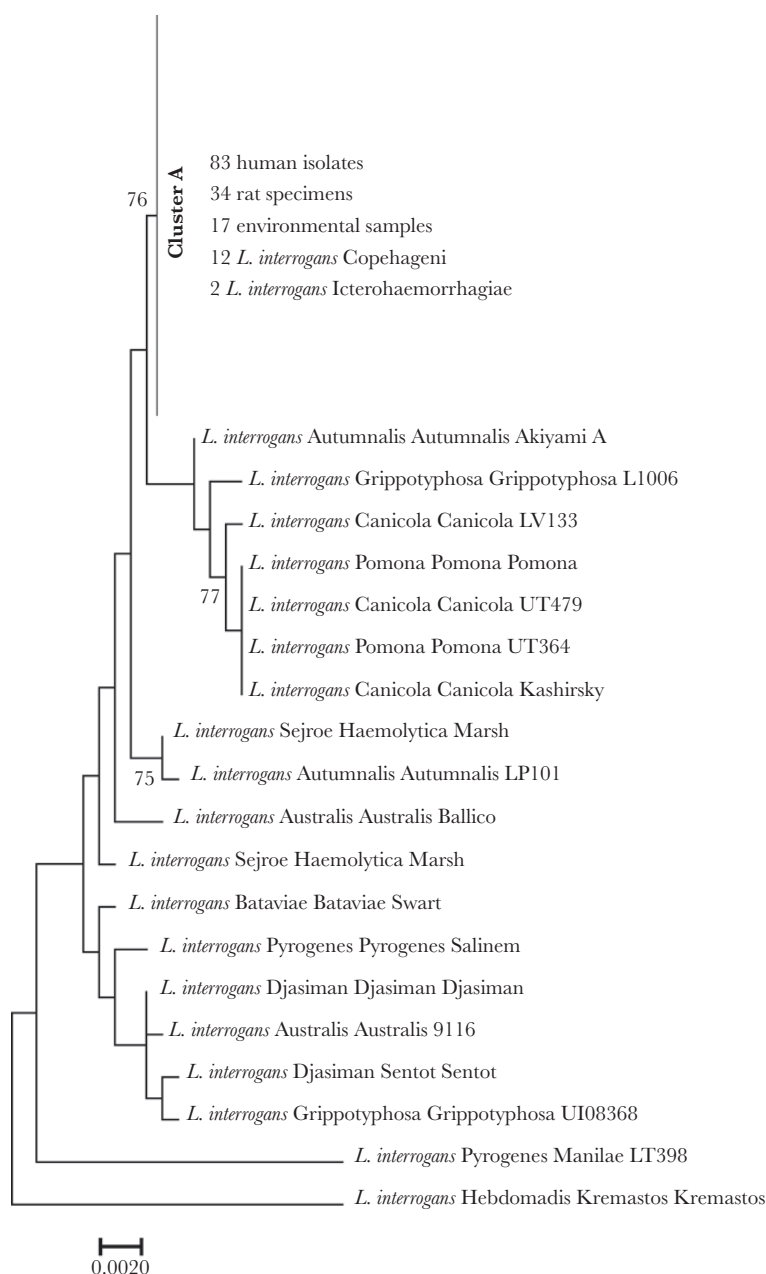 76
Cluster A
83 human isolates
34 rat specimens
17 environmental samples
12 L. interrogans Copehageni
2 L. interrogans Icterohaemorrhagiae
L. interrogans Autumnalis Autumnalis Akiyami A
L. interrogans Grippotyphosa Grippotyphosa L1006
L. interrogans Canicola Canicola LV133
L. interrogans Pomona Pomona Pomona
77
L. interrogans Canicola Canicola UT479
L. interrogans Pomona Pomona UT364
L. interrogans Canicola Canicola Kashirsky
L. interrogans Sejroe Haemolytica Marsh
75
L. interrogans Autumnalis Autumnalis LP101
L. interrogans Australis Australis Ballico
L. interrogans Sejroe Haemolytica Marsh
L. interrogans Bataviae Bataviae Swart
L. interrogans Pyrogenes Pyrogenes Salinem
L. interrogans Djasiman Djasiman Djasiman
L. interrogans Australis Australis 9116
L. interrogans Djasiman Sentot Sentot
L. interrogans Grippotyphosa Grippotyphosa UI08368
L. interrogans Pyrogenes Manilae LT398
L. interrogans Hebdomadis Kremastos Kremastos
0.0020